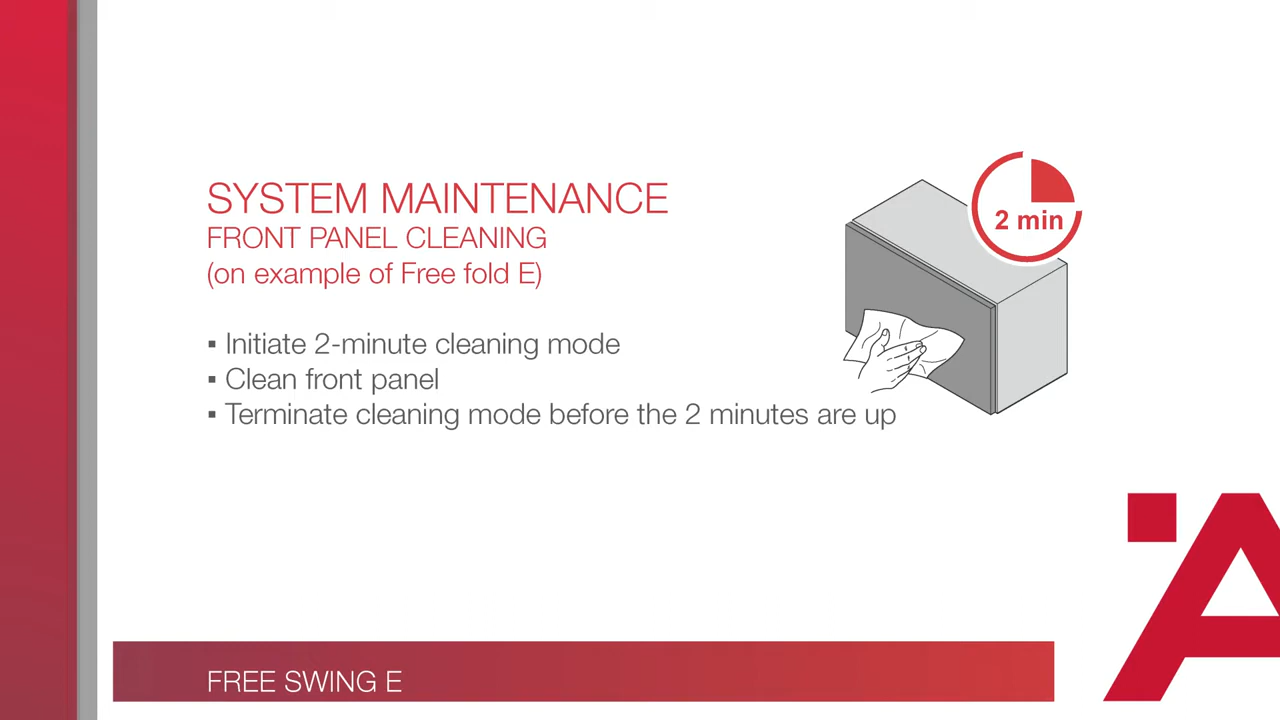 SYSTEM MAINTENANCE
FRONT PANEL CLEANING
(on example of Free fold E)
▪ Initiate 2-minute cleaning mode
▪ Clean front panel
▪ Terminate cleaning mode before the 2 minutes are up
2 min
FREE SWING E